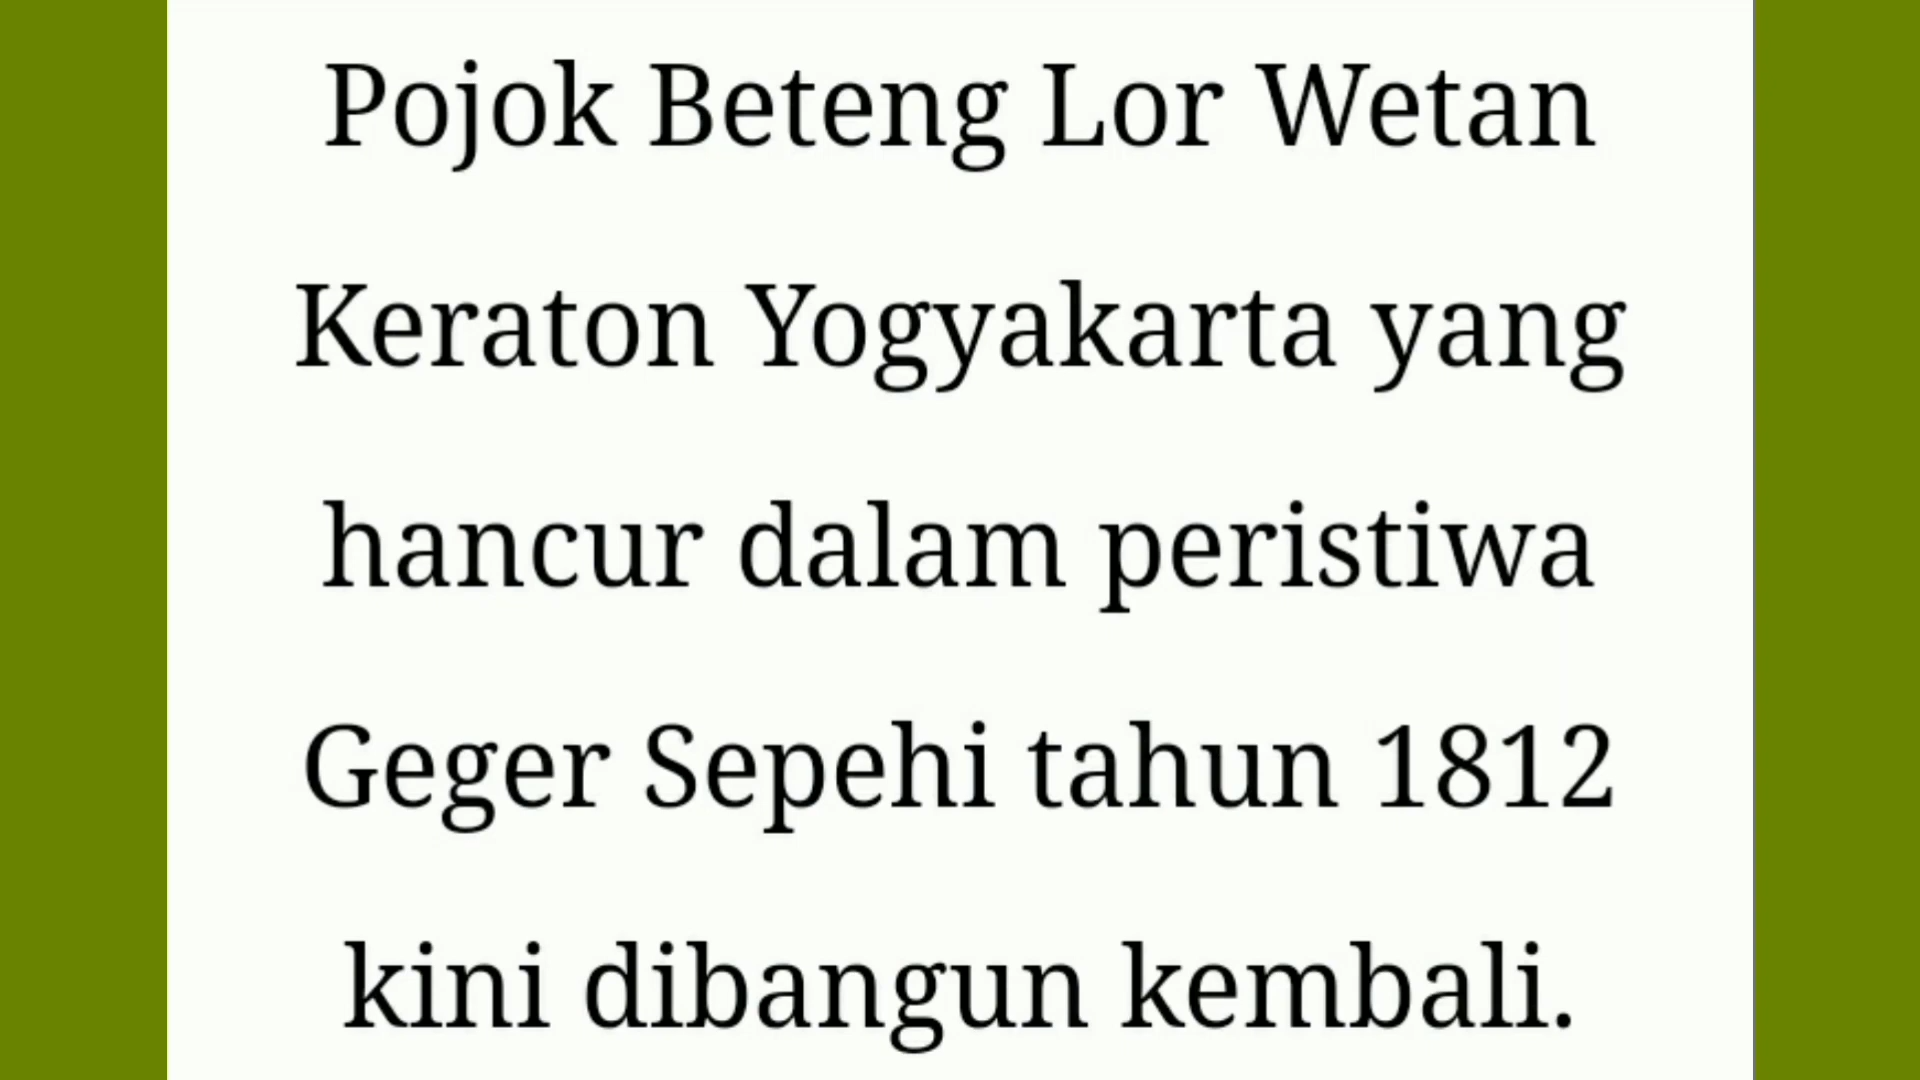 Pojok Beteng Lor Wetan
Keraton Yogyakarta yang
hancur dalam peristiwa
Geger Sepehi tahun 1812
kini dibangun kembali.